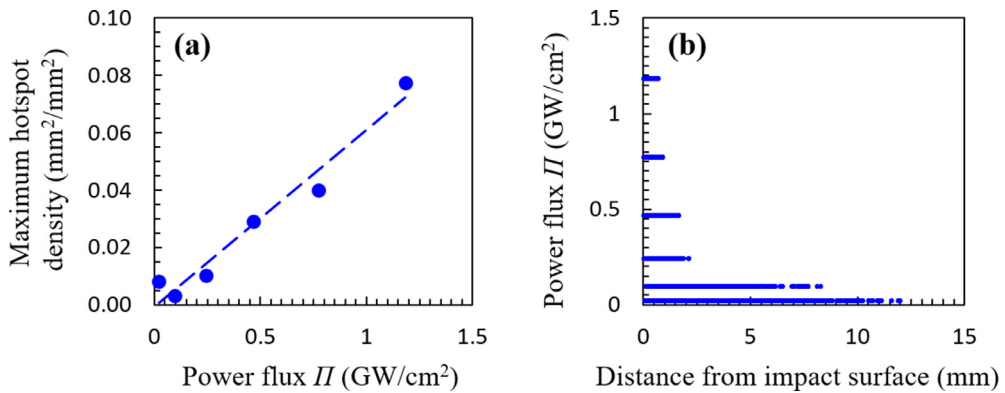 (a)
Maximum hotspot
density (mm²/mm²)
0.10
0.08
0.06
0.04
0.02
0.00
0
0.5
1
1.5
Power flux Π (GW/cm²)
(b)
Power flux Π (GW/cm²)
1.5
1
0.5
0
0
5
10
15
Distance from impact surface (mm)